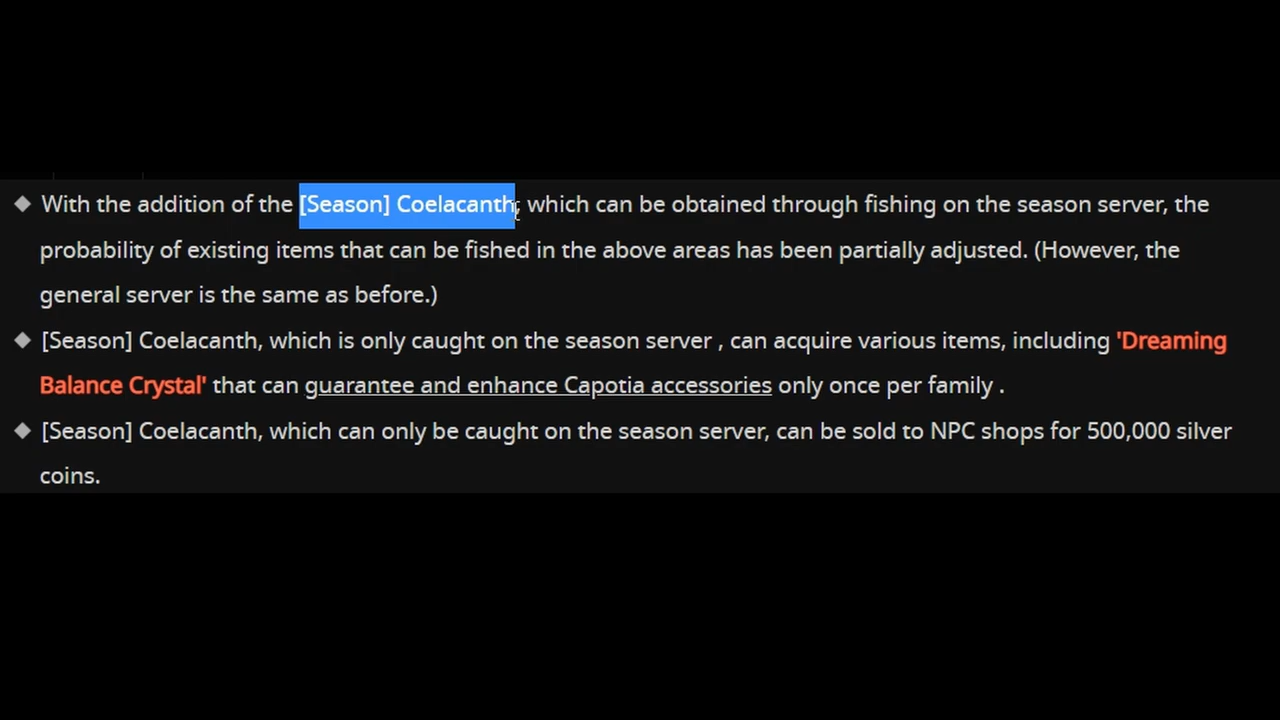 ◆ With the addition of the [Season] Coelacanth, which can be obtained through fishing on the season server, the
probability of existing items that can be fished in the above areas has been partially adjusted. (However, the
general server is the same as before.)
◆ [Season] Coelacanth, which is only caught on the season server , can acquire various items, including 'Dreaming
Balance Crystal' that can guarantee and enhance Capotia accessories only once per family .
◆ [Season] Coelacanth, which can only be caught on the season server, can be sold to NPC shops for 500,000 silver
coins.